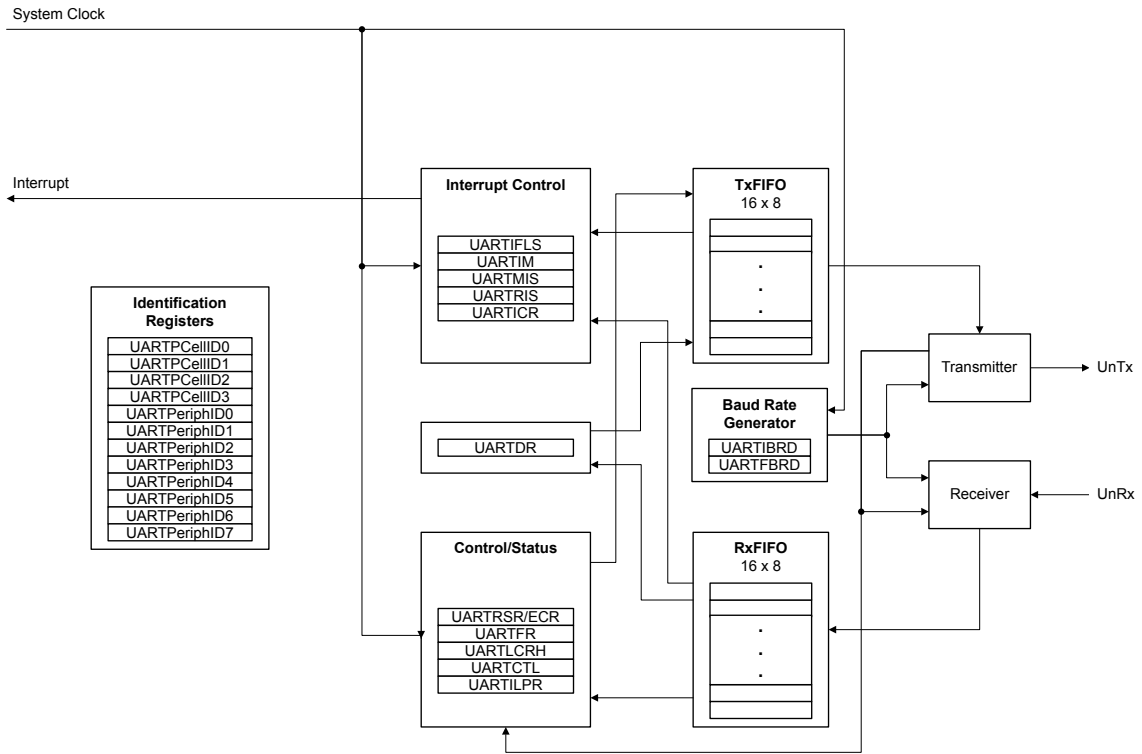 System Clock
Interrupt
Identification
Registers
UARTPCellID0
UARTPCellID1
UARTPCellID2
UARTPCellID3
UARTPeriphID0
UARTPeriphID1
UARTPeriphID2
UARTPeriphID3
UARTPeriphID4
UARTPeriphID5
UARTPeriphID6
UARTPeriphID7
Interrupt Control
UARTIFLS
UARTIM
UARTMIS
UARTRIS
UARTICR
UARTDR
Control/Status
UARTRSR/ECR
UARTFR
UARTLCRH
UARTCTL
UARTILPR
TxFIFO
16 x 8
.
.
.
Baud Rate
Generator
UARTIBRD
UARTFBRD
RxFIFO
16 x 8
.
.
.
Transmitter
UnTx
Receiver
UnRx